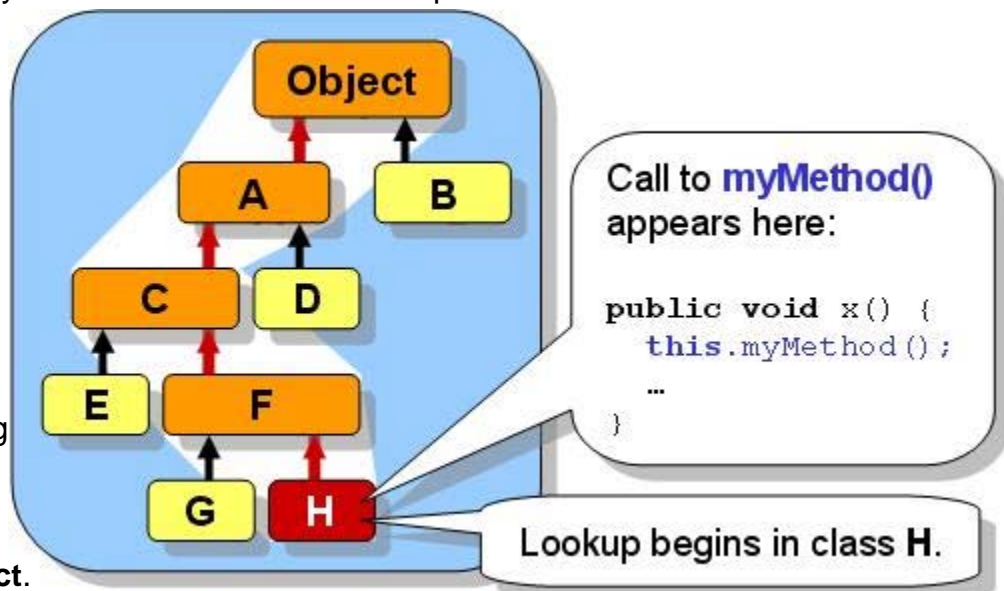 Object
A
B
C
D
E
F
G
H
Call to myMethod()
appears here:
public void x() {
this.myMethod();
…
}
Lookup begins in class H.